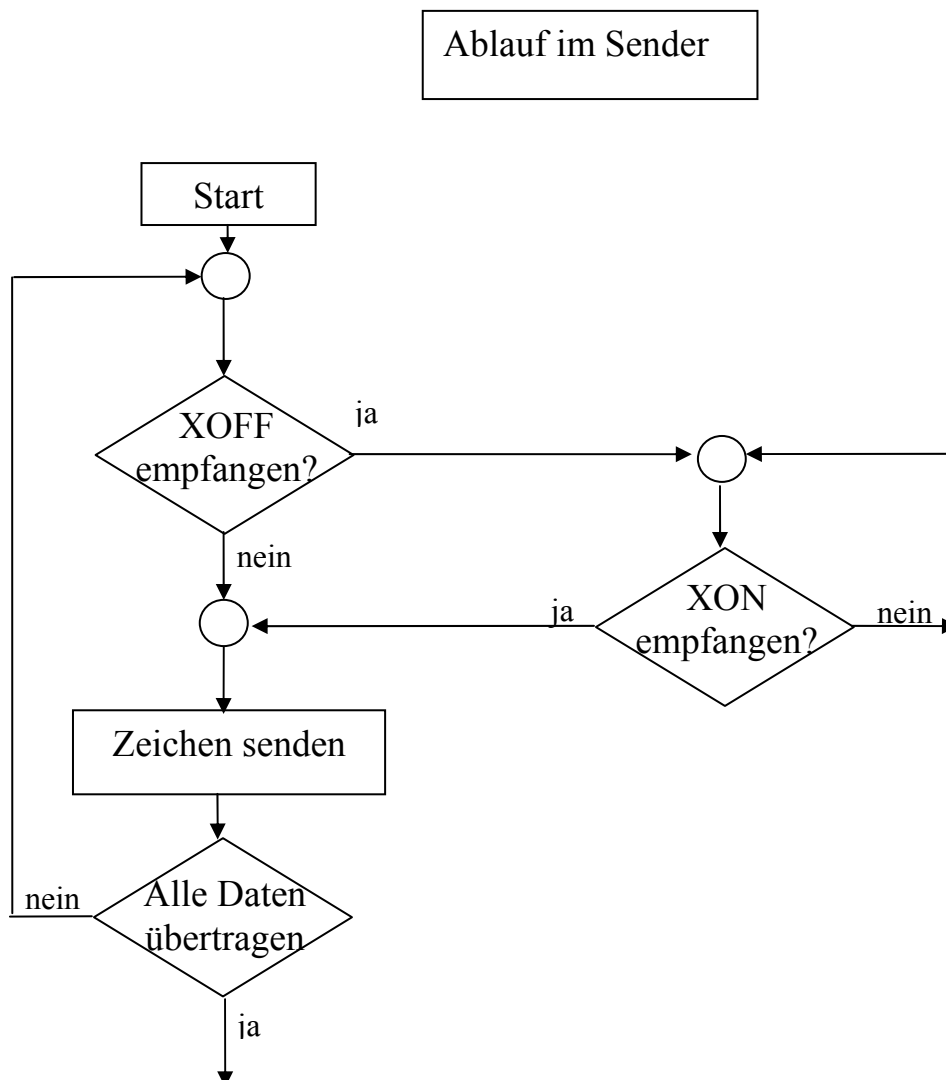 Ablauf im Sender
Start
XOFF
empfangen?
ja
nein
XON
empfangen?
ja
nein
Zeichen senden
Alle Daten
übertragen
nein
ja